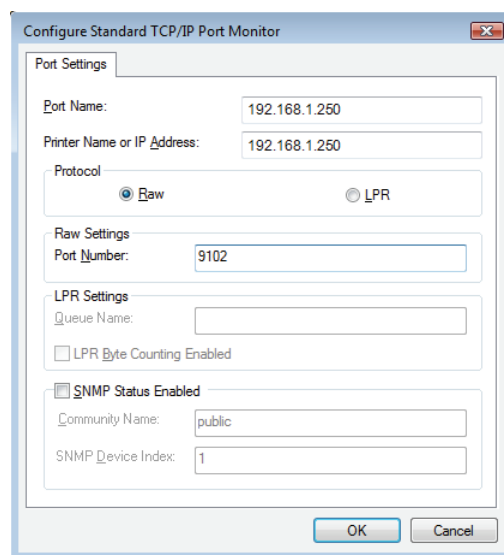 Configure Standard TCP/IP Port Monitor
Port Settings
Port Name: 192.168.1.250
Printer Name or IP Address: 192.168.1.250
Protocol
Raw LPR
Raw Settings
Port Number: 9102
LPR Settings
Queue Name:
LPR Byte Counting Enabled
SNMP Status Enabled
Community Name: public
SNMP Device Index: 1
OK Cancel